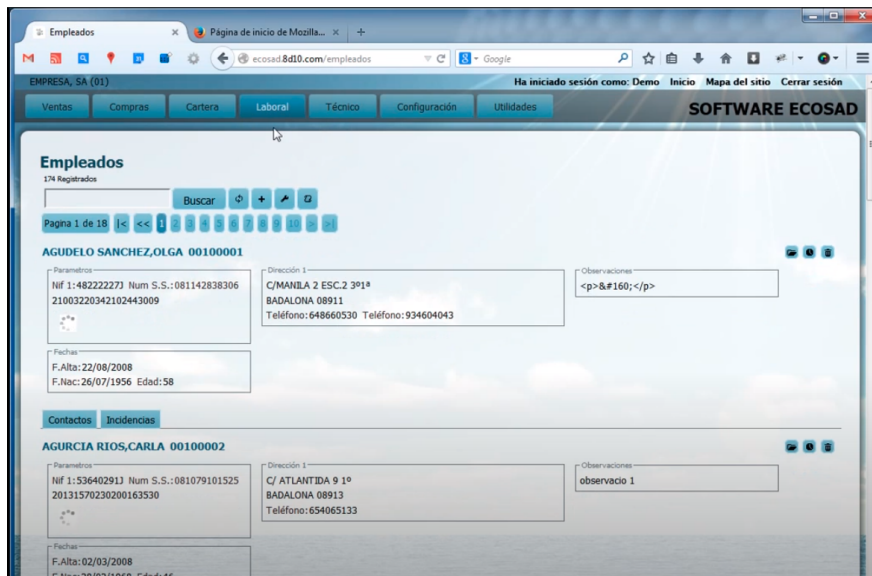 Empleados
Página de inicio de Mozilla...
ecosad.8d10.com/empleados
Google
EMPRESA, SA (01)
Ha iniciado sesión como: Demo Inicio Mapa del sitio Cerrar sesión
Ventas Compras Cartera Laboral Técnico Configuración Utilidades
SOFTWARE ECOSAD
Empleados
174 Registrados
Buscar
Pagina 1 de 18 |< << 1 2 3 4 5 6 7 8 9 10 > >|
AGUDELO SANCHEZ,OLGA 00100001
Parametros
Nif 1:48222227J Num S.S.:081142838306
21003220342102443009
Dirección 1
C/MANILA 2 ESC.2 3º1ª
BADALONA 08911
Teléfono:648660530 Teléfono:934604043
Observaciones
<p>&#160;</p>
Fechas
F.Alta:22/08/2008
F.Nac:26/07/1956 Edad:58
Contactos Incidencias
AGURCIA RIOS,CARLA 00100002
Parametros
Nif 1:53640291J Num S.S.:081079101525
20131570230200163530
Dirección 1
C/ ATLANTIDA 9 1º
BADALONA 08913
Teléfono:654065133
Observaciones
observacio 1
Fechas
F.Alta:02/03/2008